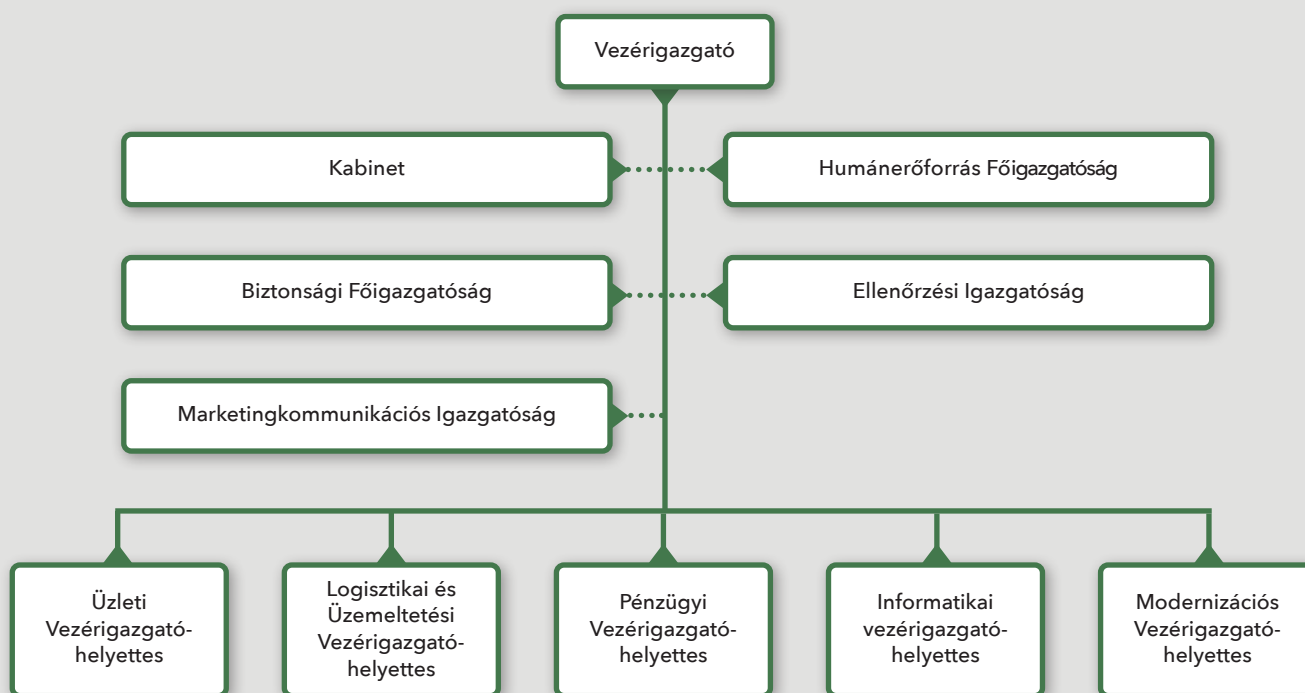 Vezérigazgató
Kabinet
Humánerőforrás Főigazgatóság
Biztonsági Főigazgatóság
Ellenőrzési Igazgatóság
Marketingkommunikációs Igazgatóság
Üzleti
Vezérigazgató-
helyettes
Logisztikai és
Üzemeltetési
Vezérigazgató-
helyettes
Pénzügyi
Vezérigazgató-
helyettes
Informatikai
vezérigazgató-
helyettes
Modernizációs
Vezérigazgató-
helyettes